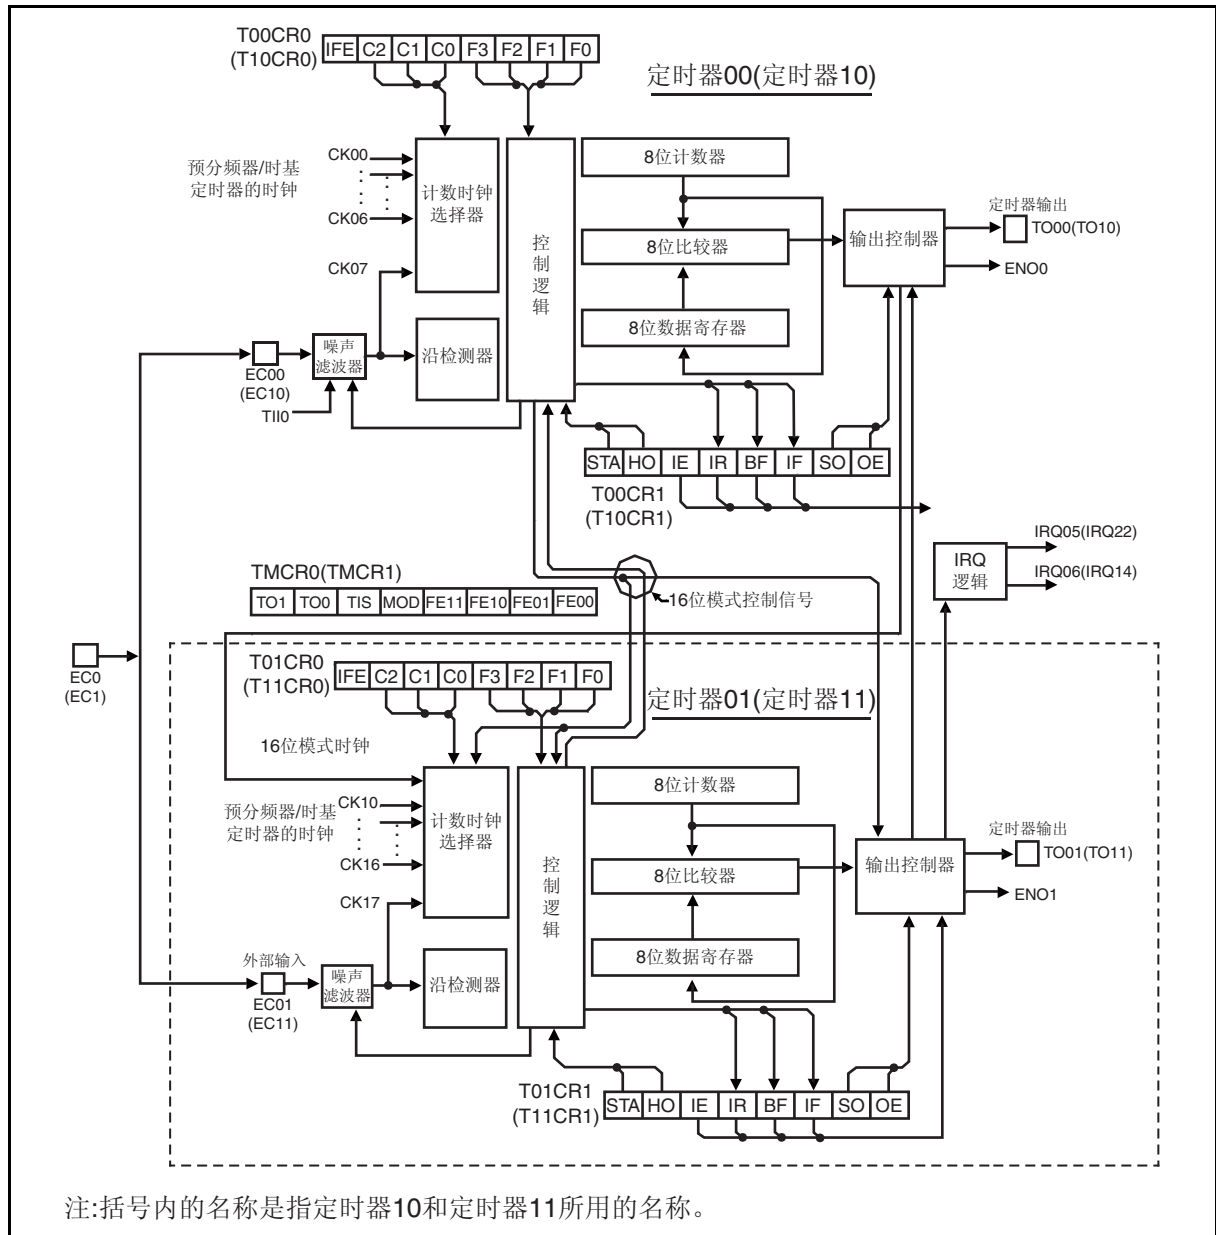 T00CR0
(T10CR0)
IFE C2 C1 C0 F3 F2 F1 F0
定时器00(定时器10)
预分频器/时基
定时器的时钟
CK00
CK06
CK07
计数时钟
选择器
控制逻辑
8位计数器
8位比较器
8位数据寄存器
输出控制器
定时器输出
TO00(TO10)
ENO0
EC00
(EC10)
TII0
噪声
滤波器
沿检测器
STA HO IE IR BF IF SO OE
T00CR1
(T10CR1)
IRQ
逻辑
IRQ05(IRQ22)
IRQ06(IRQ14)
TMCR0(TMCR1)
TO1 TO0 TIS MOD FE11 FE10 FE01 FE00
16位模式控制信号
EC0
(EC1)
T01CR0
(T11CR0)
IFE C2 C1 C0 F3 F2 F1 F0
定时器01(定时器11)
16位模式时钟
预分频器/时基
定时器的时钟
CK10
CK16
CK17
计数时钟
选择器
控制逻辑
8位计数器
8位比较器
8位数据寄存器
输出控制器
定时器输出
TO01(TO11)
ENO1
外部输入
EC01
(EC11)
噪声
滤波器
沿检测器
T01CR1
(T11CR1)
STA HO IE IR BF IF SO OE
注:括号内的名称是指定时器10和定时器11所用的名称。